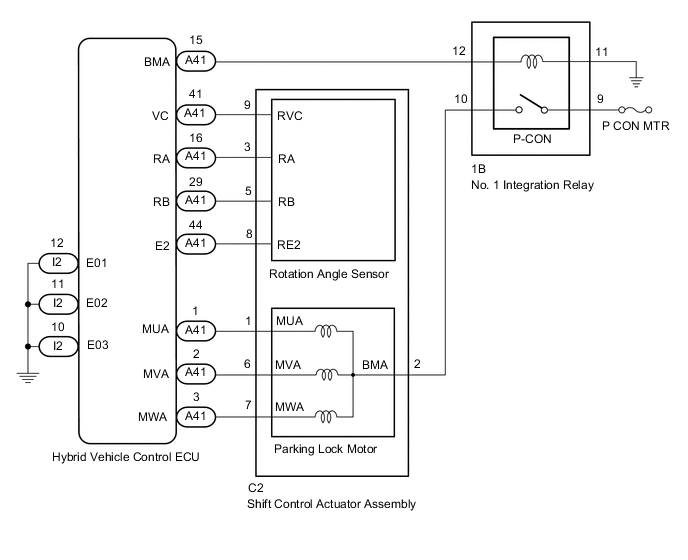 15
BMA A41 12 11
41
VC A41 9 RVC 10 9
P CON MTR
P-CON
16
RA A41 3 RA
1B
No. 1 Integration Relay
29
RB A41 5 RB
44
E2 A41 8 RE2
12
I2 E01
Rotation Angle Sensor
11
I2 E02
10
I2 E03
1
MUA A41 1 MUA
2
MVA A41 6 MVA BMA 2
3
MWA A41 7 MWA
Parking Lock Motor
Hybrid Vehicle Control ECU
C2
Shift Control Actuator Assembly